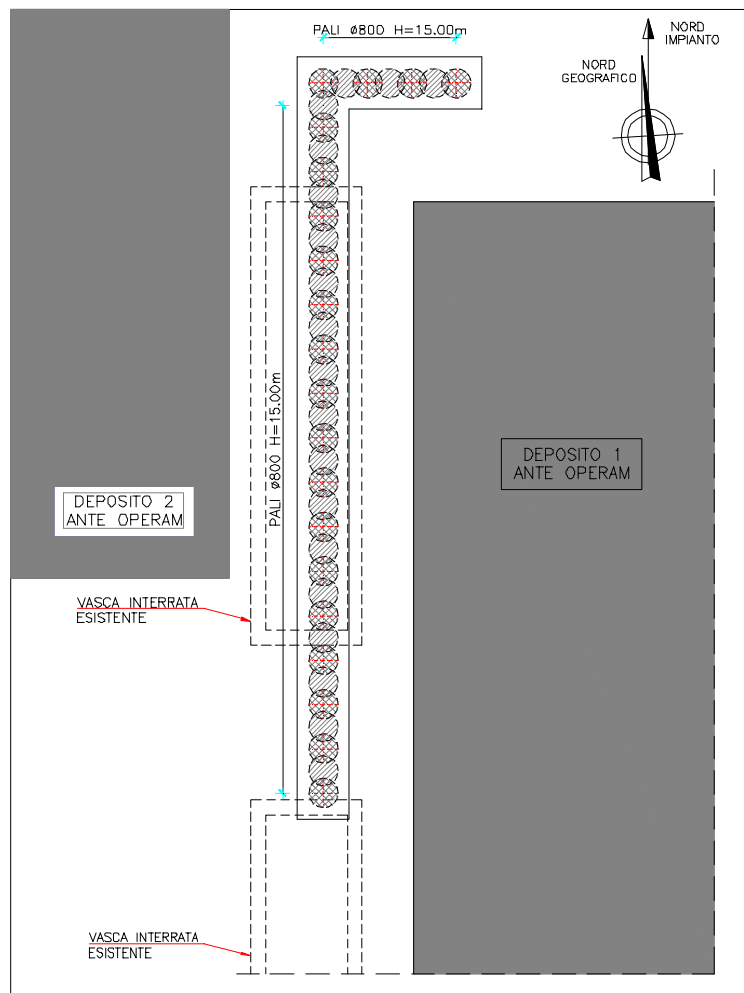 PALI ø800 H=15.00m
NORD
IMPIANTO
NORD
GEOGRAFICO
PALI ø800 H=15.00m
DEPOSITO 1
ANTE OPERAM
DEPOSITO 2
ANTE OPERAM
VASCA INTERRATA
ESISTENTE
VASCA INTERRATA
ESISTENTE